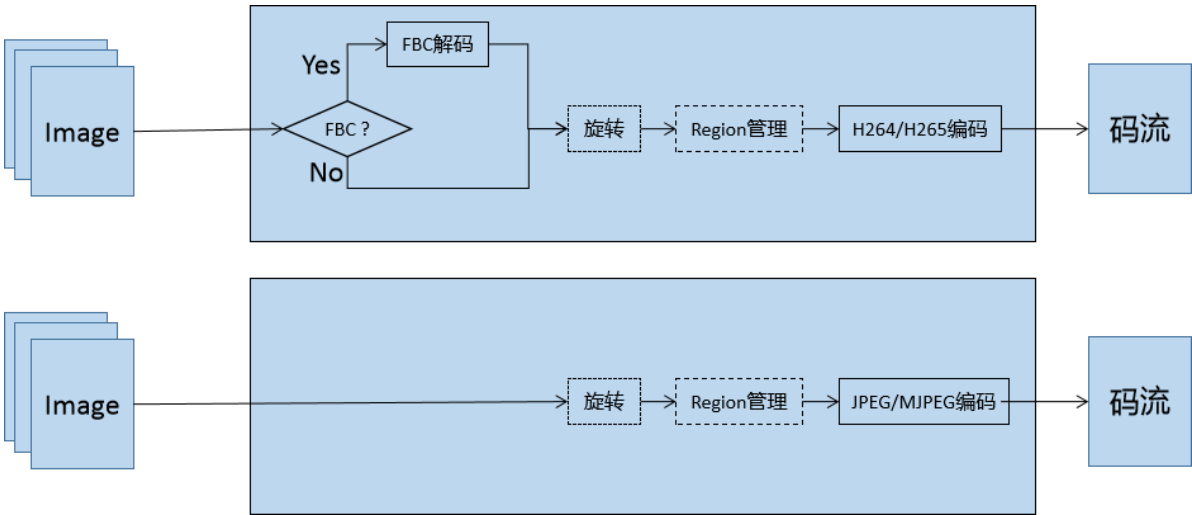 FBC解码
Yes
Image
FBC？
旋转
Region管理
H264/H265编码
码流
No
Image
旋转
Region管理
JPEG/MJPEG编码
码流